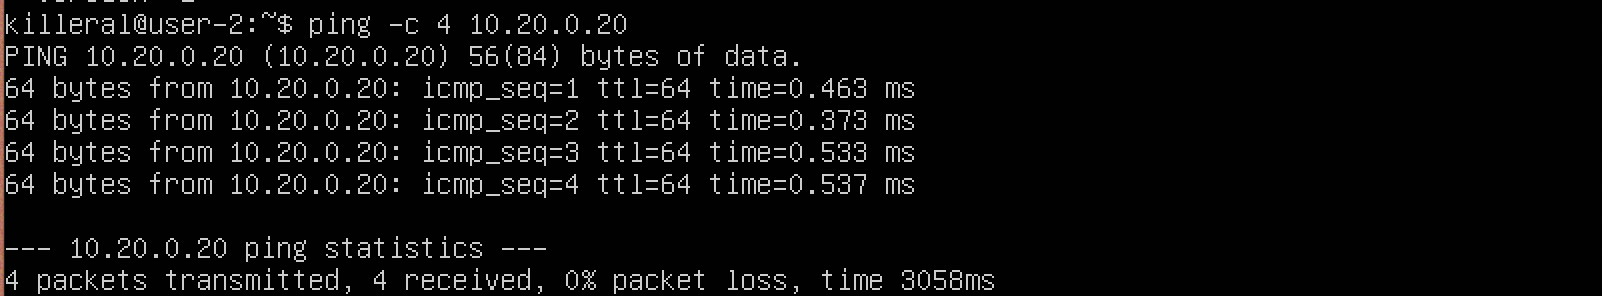 killeral@user-2:~$ ping -c 4 10.20.0.20
PING 10.20.0.20 (10.20.0.20) 56(84) bytes of data.
64 bytes from 10.20.0.20: icmp_seq=1 ttl=64 time=0.463 ms
64 bytes from 10.20.0.20: icmp_seq=2 ttl=64 time=0.373 ms
64 bytes from 10.20.0.20: icmp_seq=3 ttl=64 time=0.533 ms
64 bytes from 10.20.0.20: icmp_seq=4 ttl=64 time=0.537 ms

--- 10.20.0.20 ping statistics ---
4 packets transmitted, 4 received, 0% packet loss, time 3058ms